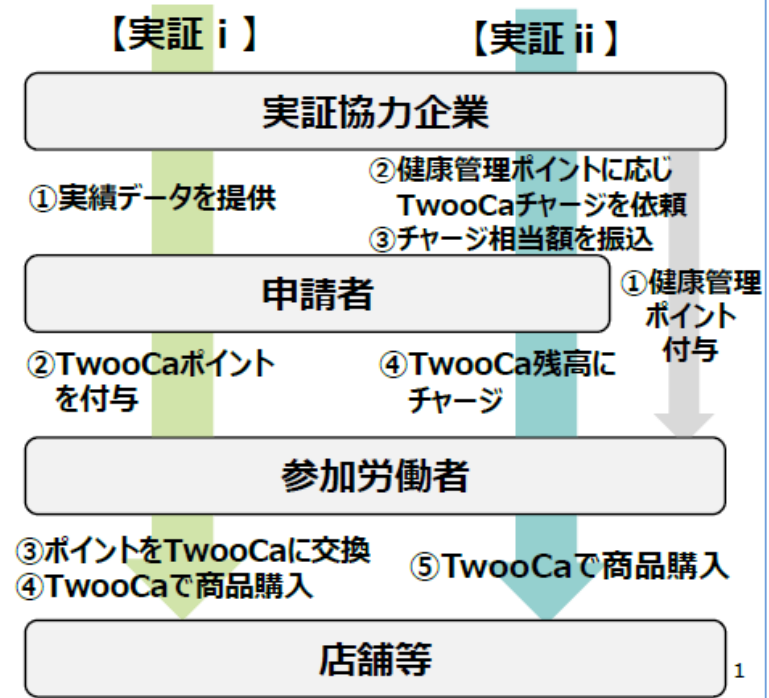 【実証ⅰ】
【実証ⅱ】
実証協力企業
①実績データを提供
②健康管理ポイントに応じ
TwooCaチャージを依頼
③チャージ相当額を振込
①健康管理
ポイント
付与
申請者
②TwooCaポイント
を付与
④TwooCa残高に
チャージ
参加労働者
③ポイントをTwooCaに交換
④TwooCaで商品購入
⑤TwooCaで商品購入
店舗等
1